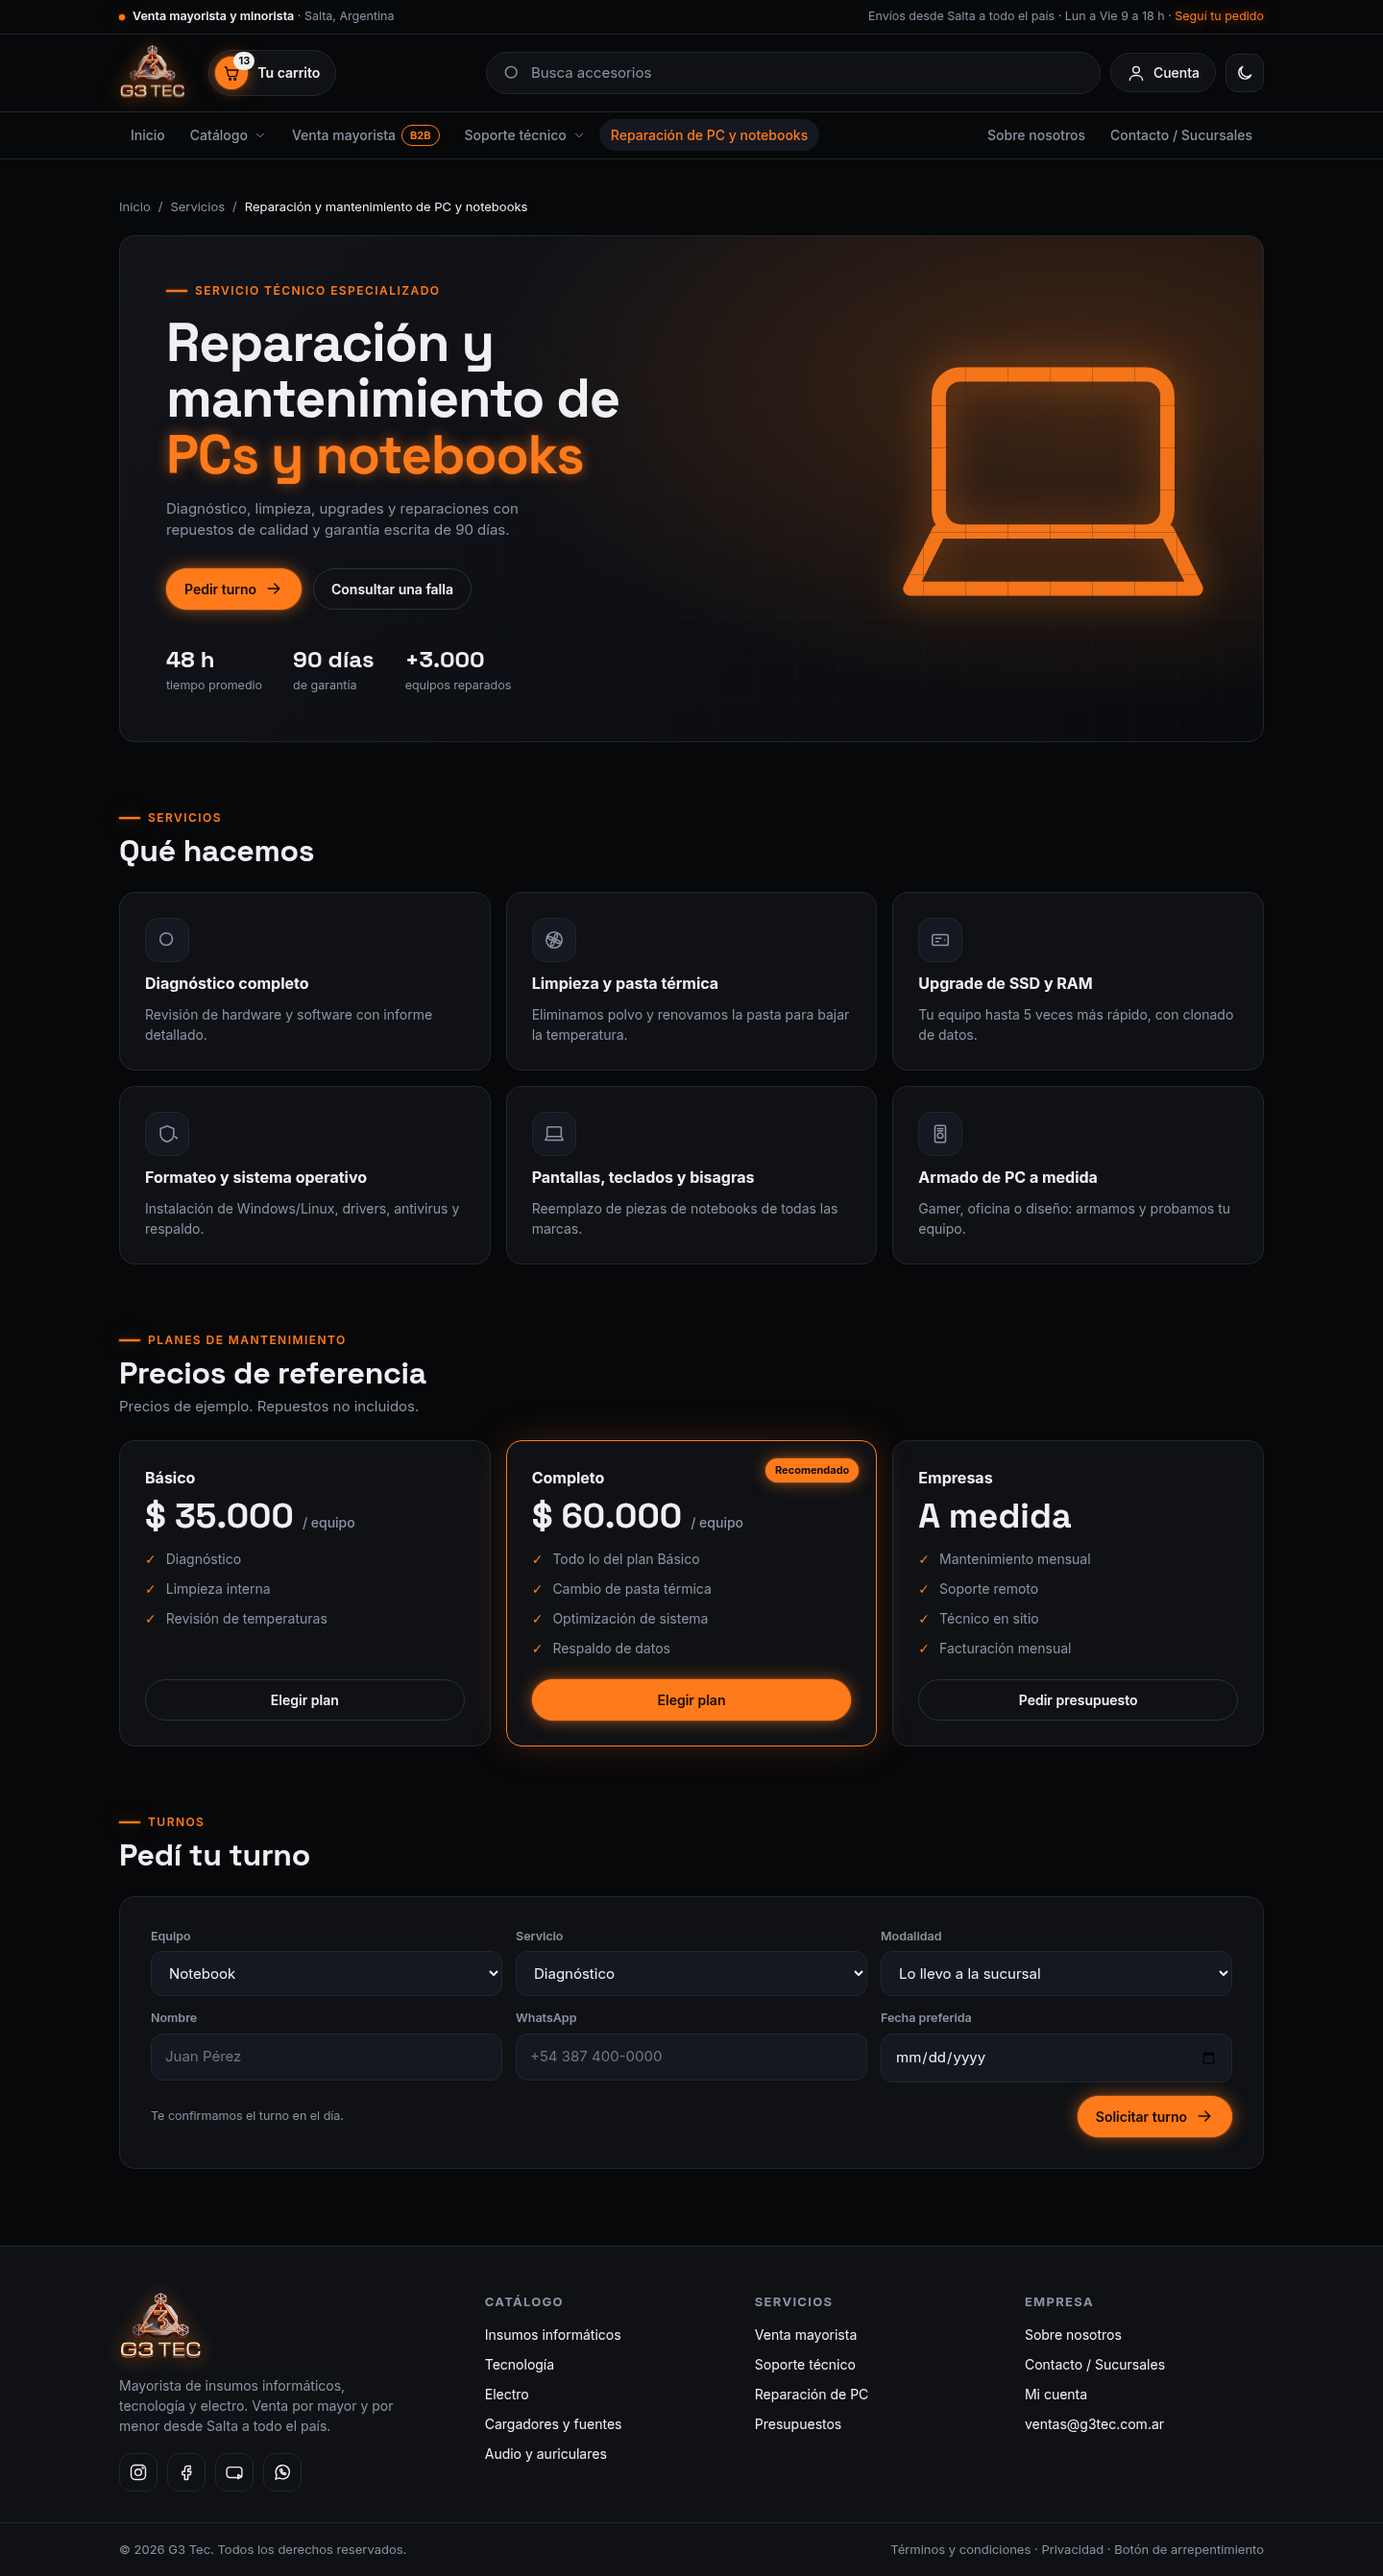 Venta mayorista y minorista · Salta, Argentina
Envíos desde Salta a todo el país · Lun a Vie 9 a 18 h · Seguí tu pedido
G3 TEC
13
Tu carrito
Busca accesorios
Cuenta
Inicio
Catálogo
Venta mayorista B2B
Soporte técnico
Reparación de PC y notebooks
Sobre nosotros
Contacto / Sucursales
Inicio / Servicios / Reparación y mantenimiento de PC y notebooks
SERVICIO TÉCNICO ESPECIALIZADO
Reparación y
mantenimiento de
PCs y notebooks
Diagnóstico, limpieza, upgrades y reparaciones con
repuestos de calidad y garantía escrita de 90 días.
Pedir turno
Consultar una falla
48 h
tiempo promedio
90 días
de garantía
+3.000
equipos reparados
SERVICIOS
Qué hacemos
Diagnóstico completo
Revisión de hardware y software con informe
detallado.
Limpieza y pasta térmica
Eliminamos polvo y renovamos la pasta para bajar
la temperatura.
Upgrade de SSD y RAM
Tu equipo hasta 5 veces más rápido, con clonado
de datos.
Formateo y sistema operativo
Instalación de Windows/Linux, drivers, antivirus y
respaldo.
Pantallas, teclados y bisagras
Reemplazo de piezas de notebooks de todas las
marcas.
Armado de PC a medida
Gamer, oficina o diseño: armamos y probamos tu
equipo.
PLANES DE MANTENIMIENTO
Precios de referencia
Precios de ejemplo. Repuestos no incluidos.
Básico
$ 35.000 / equipo
✓ Diagnóstico
✓ Limpieza interna
✓ Revisión de temperaturas
Elegir plan
Recomendado
Completo
$ 60.000 / equipo
✓ Todo lo del plan Básico
✓ Cambio de pasta térmica
✓ Optimización de sistema
✓ Respaldo de datos
Elegir plan
Empresas
A medida
✓ Mantenimiento mensual
✓ Soporte remoto
✓ Técnico en sitio
✓ Facturación mensual
Pedir presupuesto
TURNOS
Pedí tu turno
Equipo
Notebook
Servicio
Diagnóstico
Modalidad
Lo llevo a la sucursal
Nombre
Juan Pérez
WhatsApp
+54 387 400-0000
Fecha preferida
mm/dd/yyyy
Te confirmamos el turno en el día.
Solicitar turno
G3 TEC
Mayorista de insumos informáticos,
tecnología y electro. Venta por mayor y por
menor desde Salta a todo el país.
CATÁLOGO
Insumos informáticos
Tecnología
Electro
Cargadores y fuentes
Audio y auriculares
SERVICIOS
Venta mayorista
Soporte técnico
Reparación de PC
Presupuestos
EMPRESA
Sobre nosotros
Contacto / Sucursales
Mi cuenta
ventas@g3tec.com.ar
© 2026 G3 Tec. Todos los derechos reservados.
Términos y condiciones · Privacidad · Botón de arrepentimiento